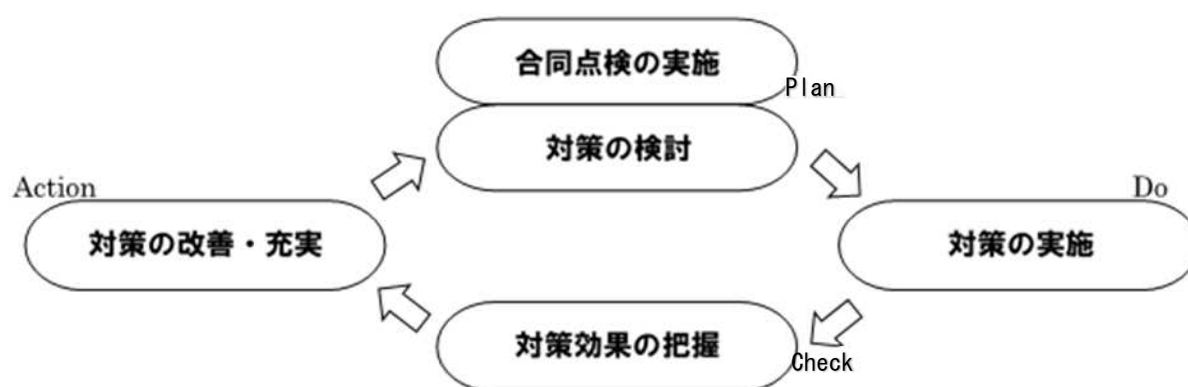 合同点検の実施
Plan
対策の検討
Action
Do
対策の改善・充実
対策の実施
対策効果の把握
Check